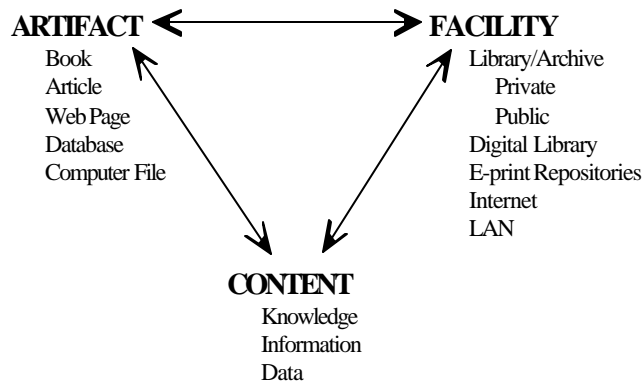 ARTIFACT
Book
Article
Web Page
Database
Computer File
FACILITY
Library/Archive
Private
Public
Digital Library
E-print Repositories
Internet
LAN
CONTENT
Knowledge
Information
Data